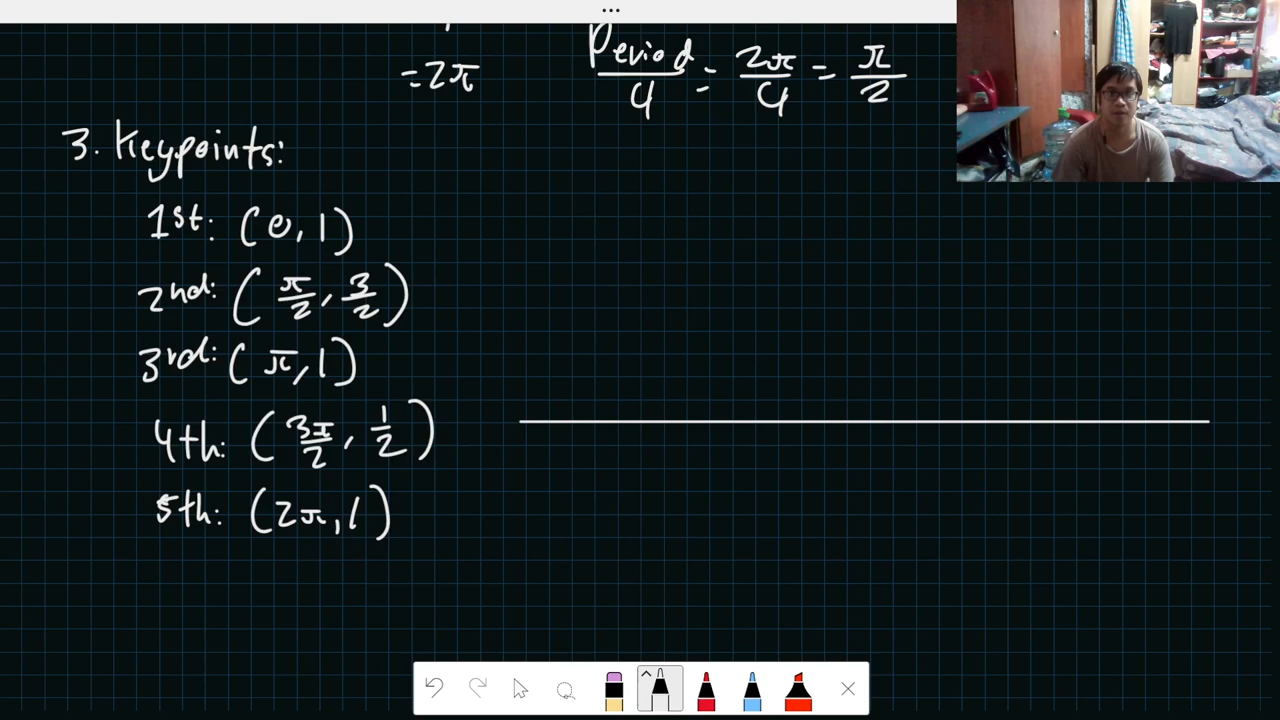 = 2π
Period/4 = 2π/4 = π/2
3. Keypoints:
1st: (0, 1)
2nd: (π/2, 3/2)
3rd: (π, 1)
4th: (3π/2, 1/2)
5th: (2π, 1)